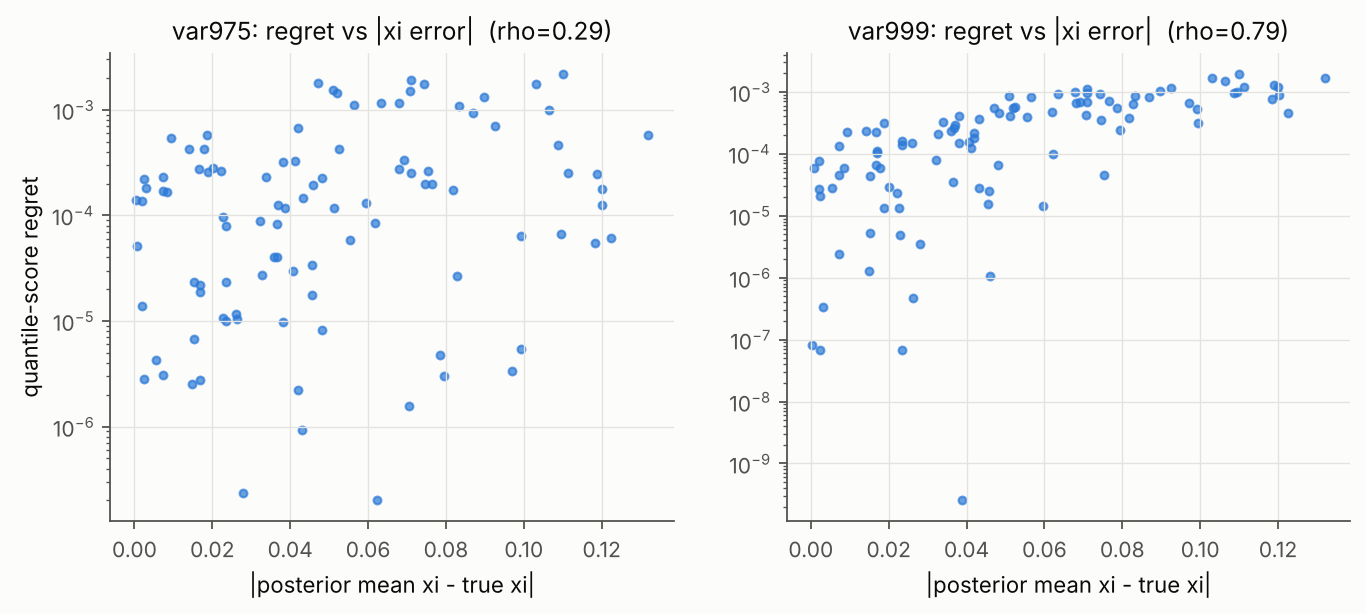 var975: regret vs |xi error|  (rho=0.29)
10⁻³
10⁻⁴
10⁻⁵
10⁻⁶
quantile-score regret
0.00 0.02 0.04 0.06 0.08 0.10 0.12
|posterior mean xi - true xi|
var999: regret vs |xi error|  (rho=0.79)
10⁻³
10⁻⁴
10⁻⁵
10⁻⁶
10⁻⁷
10⁻⁸
10⁻⁹
0.00 0.02 0.04 0.06 0.08 0.10 0.12
|posterior mean xi - true xi|